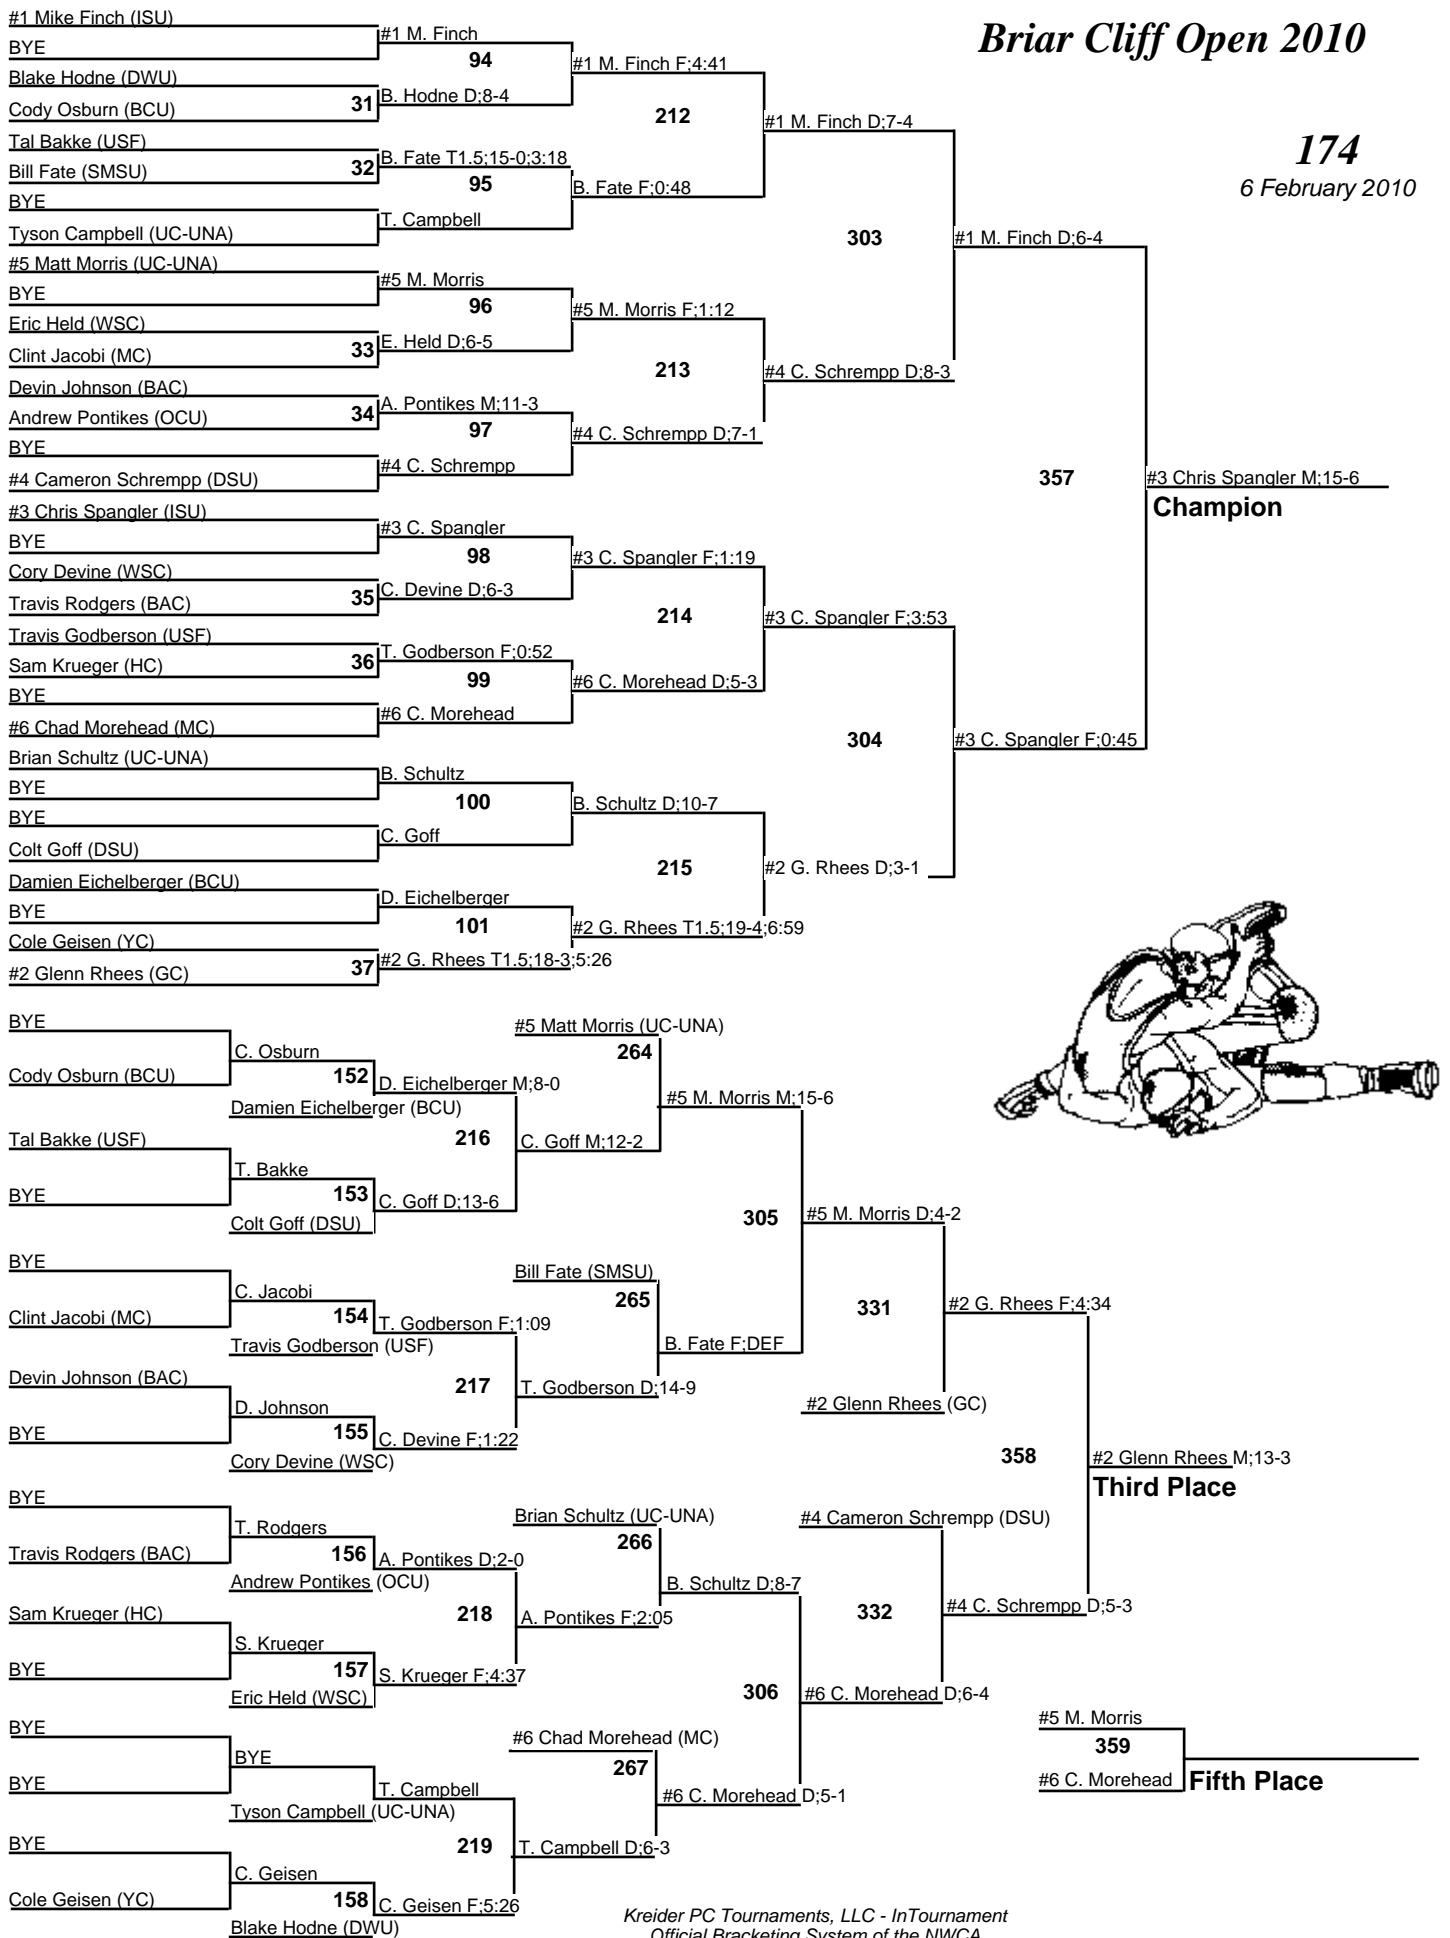 Briar Cliff Open 2010
174
6 February 2010
#1 Mike Finch (ISU)
BYE
Blake Hodne (DWU)
Cody Osburn (BCU)
Tal Bakke (USF)
Bill Fate (SMSU)
BYE
Tyson Campbell (UC-UNA)
#5 Matt Morris (UC-UNA)
BYE
Eric Held (WSC)
Clint Jacobi (MC)
Devin Johnson (BAC)
Andrew Pontikes (OCU)
BYE
#4 Cameron Schrempp (DSU)
#3 Chris Spangler (ISU)
BYE
Cory Devine (WSC)
Travis Rodgers (BAC)
Travis Godberson (USF)
Sam Krueger (HC)
BYE
#6 Chad Morehead (MC)
Brian Schultz (UC-UNA)
BYE
BYE
Colt Goff (DSU)
Damien Eichelberger (BCU)
BYE
Cole Geisen (YC)
#2 Glenn Rhees (GC)
31
32
33
34
35
36
37
#1 M. Finch
B. Hodne D;8-4
B. Fate T1.5;15-0;3:18
T. Campbell
#5 M. Morris
E. Held D;6-5
A. Pontikes M;11-3
#4 C. Schrempp
#3 C. Spangler
C. Devine D;6-3
T. Godberson F;0:52
#6 C. Morehead
B. Schultz
C. Goff
D. Eichelberger
#2 G. Rhees T1.5;18-3;5:26
94
95
96
97
98
99
100
101
#1 M. Finch F;4:41
B. Fate F;0:48
#5 M. Morris F;1:12
#4 C. Schrempp D;7-1
#3 C. Spangler F;1:19
#6 C. Morehead D;5-3
B. Schultz D;10-7
#2 G. Rhees T1.5;19-4;6:59
212
213
214
215
#1 M. Finch D;7-4
#4 C. Schrempp D;8-3
#3 C. Spangler F;3:53
#2 G. Rhees D;3-1
303
304
#1 M. Finch D;6-4
#3 C. Spangler F;0:45
357
#3 Chris Spangler M;15-6
Champion
BYE
Cody Osburn (BCU)
Tal Bakke (USF)
BYE
BYE
Clint Jacobi (MC)
Devin Johnson (BAC)
BYE
BYE
Travis Rodgers (BAC)
Sam Krueger (HC)
BYE
BYE
BYE
BYE
Cole Geisen (YC)
C. Osburn
152
Damien Eichelberger (BCU)
T. Bakke
153
Colt Goff (DSU)
C. Jacobi
154
Travis Godberson (USF)
D. Johnson
155
Cory Devine (WSC)
T. Rodgers
156
Andrew Pontikes (OCU)
S. Krueger
157
Eric Held (WSC)
BYE
Tyson Campbell (UC-UNA)
C. Geisen
158
Blake Hodne (DWU)
D. Eichelberger M;8-0
216
C. Goff D;13-6
T. Godberson F;1:09
217
C. Devine F;1:22
A. Pontikes D;2-0
218
S. Krueger F;4:37
T. Campbell
219
C. Geisen F;5:26
#5 Matt Morris (UC-UNA)
264
C. Goff M;12-2
Bill Fate (SMSU)
265
T. Godberson D;14-9
Brian Schultz (UC-UNA)
266
A. Pontikes F;2:05
#6 Chad Morehead (MC)
267
T. Campbell D;6-3
#5 M. Morris M;15-6
305
B. Fate F;DEF
B. Schultz D;8-7
306
#6 C. Morehead D;5-1
#5 M. Morris D;4-2
331
#2 Glenn Rhees (GC)
#4 Cameron Schrempp (DSU)
332
#6 C. Morehead D;6-4
#2 G. Rhees F;4:34
358
#4 C. Schrempp D;5-3
#2 Glenn Rhees M;13-3
Third Place
#5 M. Morris
359
#6 C. Morehead
Fifth Place
Kreider PC Tournaments, LLC - InTournament
Official Bracketing System of the NWCA